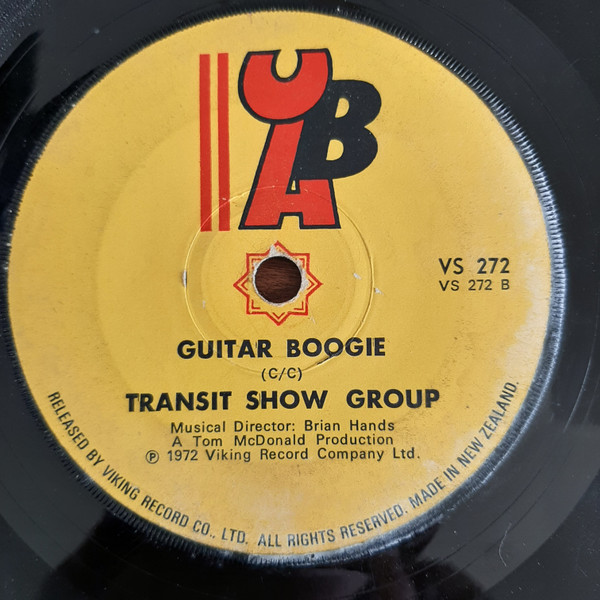 UAB
VS 272
VS 272 B
GUITAR BOOGIE
(C/C)
TRANSIT SHOW GROUP
Musical Director: Brian Hands
A Tom McDonald Production
Ⓟ 1972 Viking Record Company Ltd.
RELEASED BY VIKING RECORD CO., LTD. ALL RIGHTS RESERVED. MADE IN NEW ZEALAND.